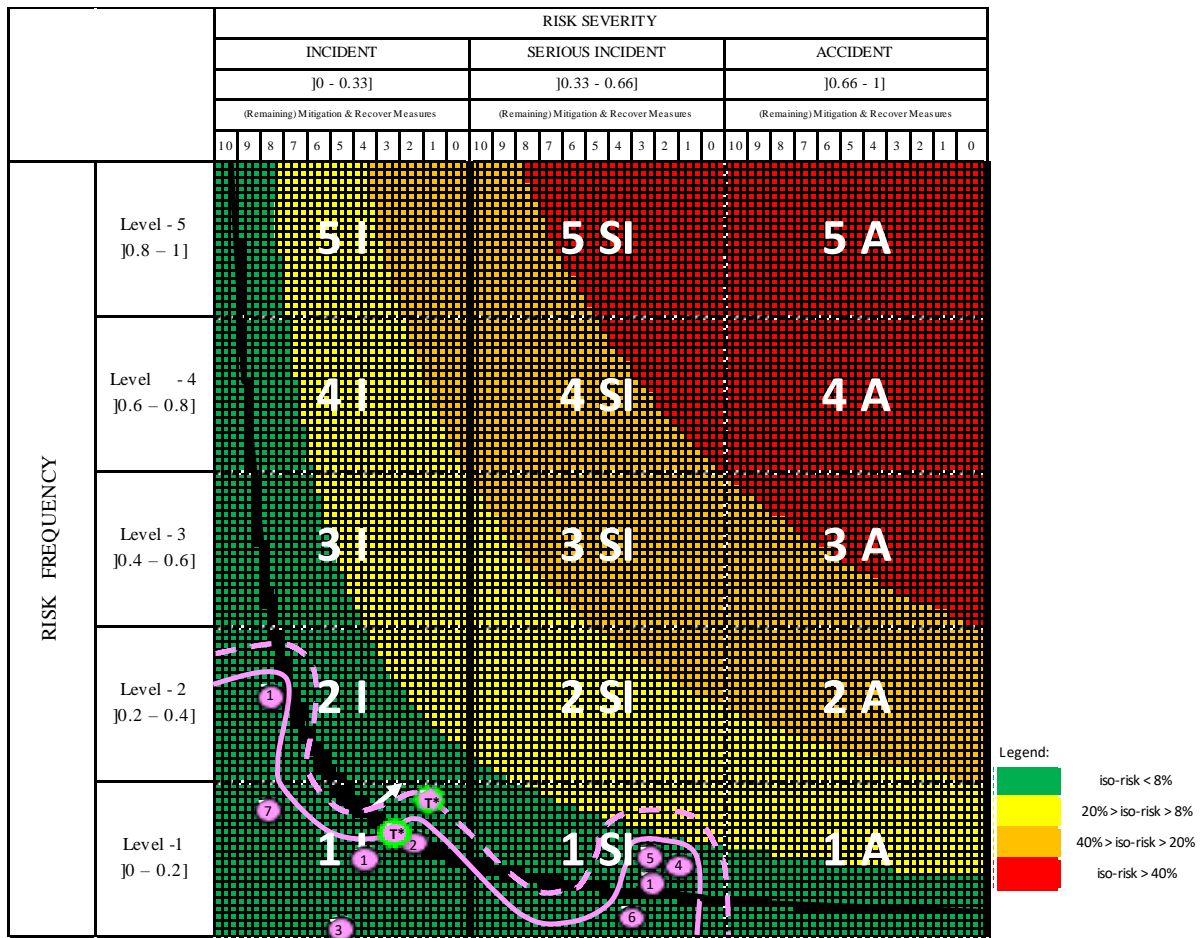 RISK SEVERITY
INCIDENT SERIOUS INCIDENT ACCIDENT
]0 - 0.33] ]0.33 - 0.66] ]0.66 - 1]
(Remaining) Mitigation & Recover Measures (Remaining) Mitigation & Recover Measures (Remaining) Mitigation & Recover Measures
10 9 8 7 6 5 4 3 2 1 0 10 9 8 7 6 5 4 3 2 1 0 10 9 8 7 6 5 4 3 2 1 0
RISK FREQUENCY
Level - 5
]0.8 – 1]
5 I 5 SI 5 A
Level - 4
]0.6 – 0.8]
4 I 4 SI 4 A
Level - 3
]0.4 – 0.6]
3 I 3 SI 3 A
Level - 2
]0.2 – 0.4]
2 I 2 SI 2 A
1
Level -1
]0 – 0.2]
1 I 1 SI 1 A
T*
7
T*
2
1
5
4
1
6
3
Legend:
iso-risk < 8%
20% > iso-risk > 8%
40% > iso-risk > 20%
iso-risk > 40%